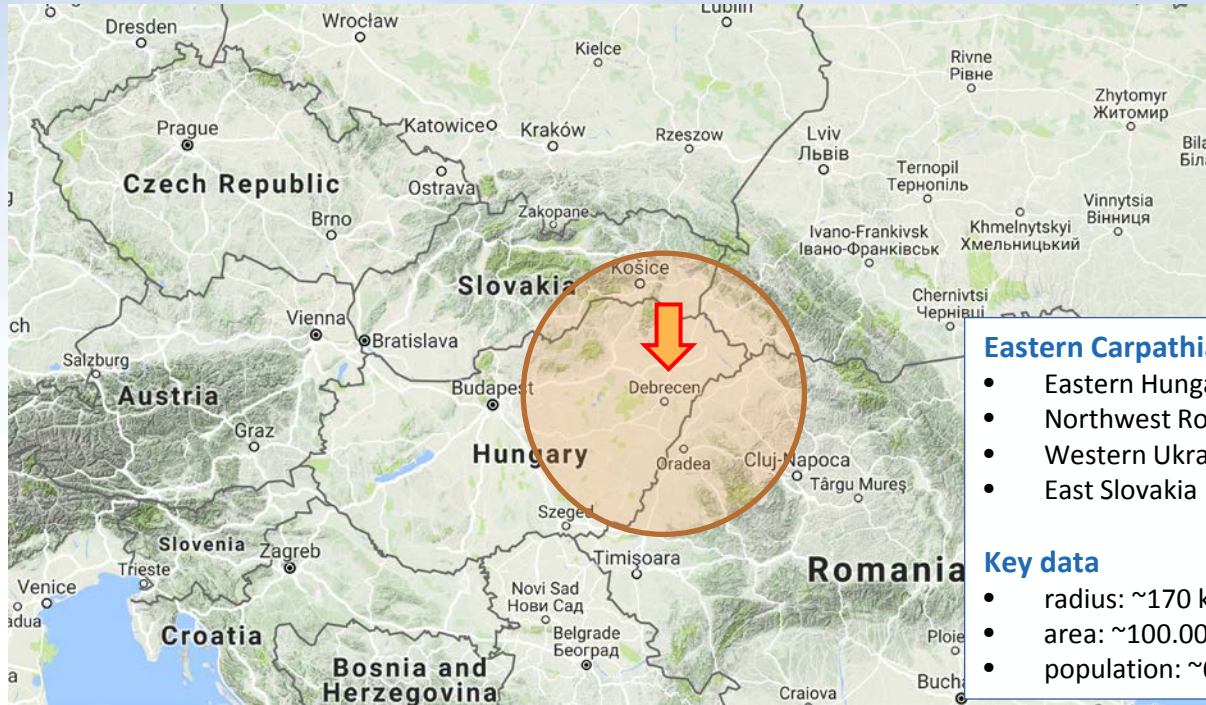 Dresden
Wrocław
Lublin
Kielce
Rivne
Рівне
Zhytomyr
Житомир
Prague
Katowice
Kraków
Rzeszow
Lviv
Львів
Ternopil
Тернопіль
Czech Republic
Ostrava
Vinnytsia
Вінниця
Brno
Zakopane
Ivano-Frankivsk
Івано-Франківськ
Khmelnytskyi
Хмельницький
Slovakia
Košice
Chernivtsi
Чернівці
Vienna
Bratislava
Salzburg
Austria
Budapest
Debrecen
Graz
Hungary
Oradea
Cluj-Napoca
Târgu Mureş
Szeged
Slovenia
Zagreb
Timişoara
Romania
Trieste
Venice
Novi Sad
Нови Сад
Croatia
Belgrade
Београд
Bosnia and
Herzegovina
Craiova
Eastern Carpathi
• Eastern Hunga
• Northwest Ro
• Western Ukra
• East Slovakia
Key data
• radius: ~170 k
• area: ~100.00
• population: ~